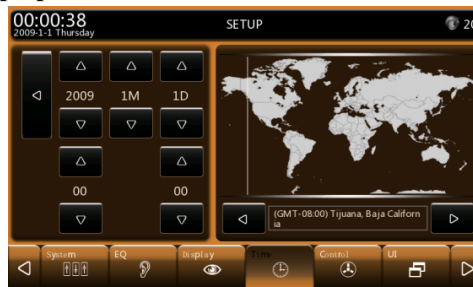 00:00:38 SETUP 20
2009-1-1 Thursday
2009 1M 1D
00 00
(GMT-08:00) Tijuana, Baja Californ
ia
System EQ Display Time Control UI